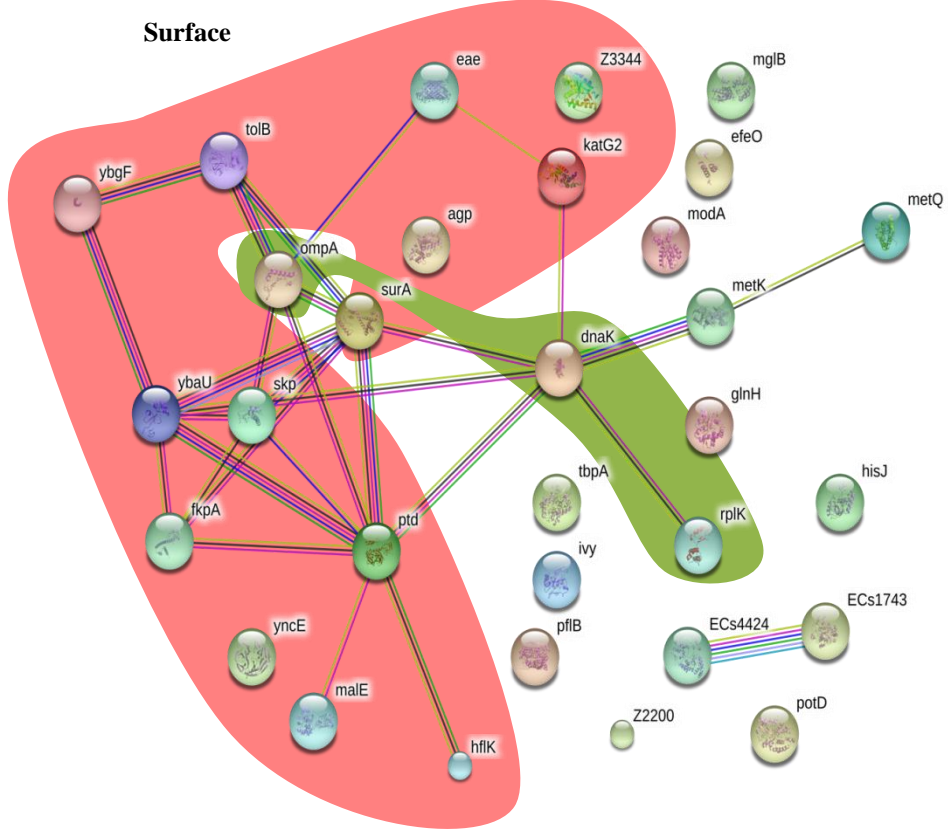 Surface
eae
Z3344
mglB
tolB
katG2
efeO
ybgF
metQ
agp
modA
ompA
surA
metK
dnaK
ybaU
skp
glnH
tbpA
hisJ
fkpA
ptd
rplK
ivy
yncE
pflB
ECs4424
ECs1743
malE
Z2200
potD
hflK